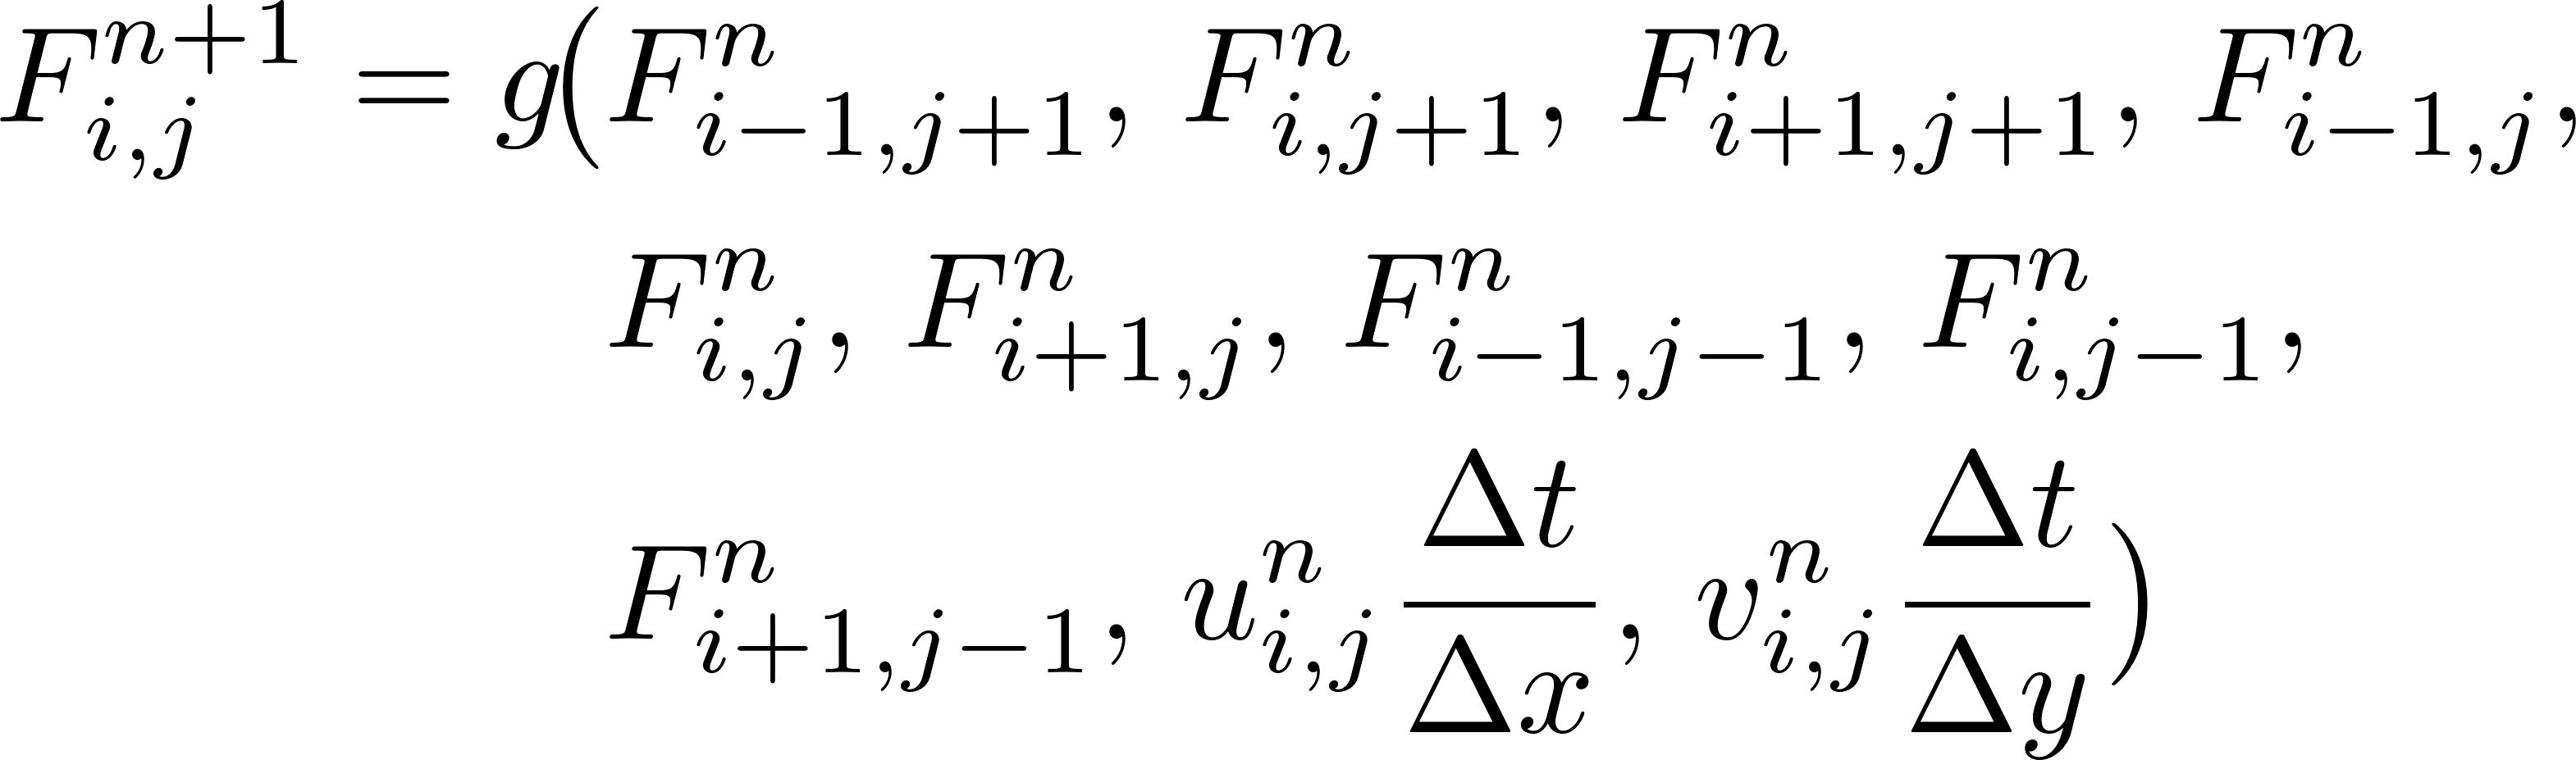 F_{i,j}^{n+1} = g(F_{i-1,j+1}^{n}, F_{i,j+1}^{n}, F_{i+1,j+1}^{n}, F_{i-1,j}^{n},
F_{i,j}^{n}, F_{i+1,j}^{n}, F_{i-1,j-1}^{n}, F_{i,j-1}^{n},
F_{i+1,j-1}^{n}, u_{i,j}^{n} \frac{\Delta t}{\Delta x}, v_{i,j}^{n} \frac{\Delta t}{\Delta y})